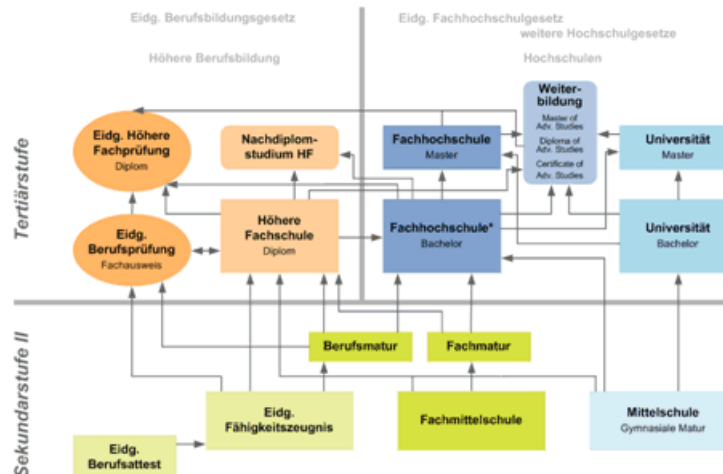 Eidg. Berufsbildungsgesetz
Eidg. Fachhochschulgesetz
weitere Hochschulgesetze
Höhere Berufsbildung
Hochschulen
Tertiärstufe
Eidg. Höhere
Fachprüfung
Diplom
Nachdiplom-
studium HF
Fachhochschule
Master
Weiter-
bildung
Master of
Adv. Studies
Diploma of
Adv. Studies
Certificate of
Adv. Studies
Universität
Master
Eidg.
Berufsprüfung
Fachausweis
Höhere
Fachschule
Diplom
Fachhochschule*
Bachelor
Universität
Bachelor
Sekundarstufe II
Berufsmatur
Fachmatur
Eidg.
Fähigkeitszeugnis
Fachmittelschule
Mittelschule
Gymnasiale Matur
Eidg.
Berufsattest